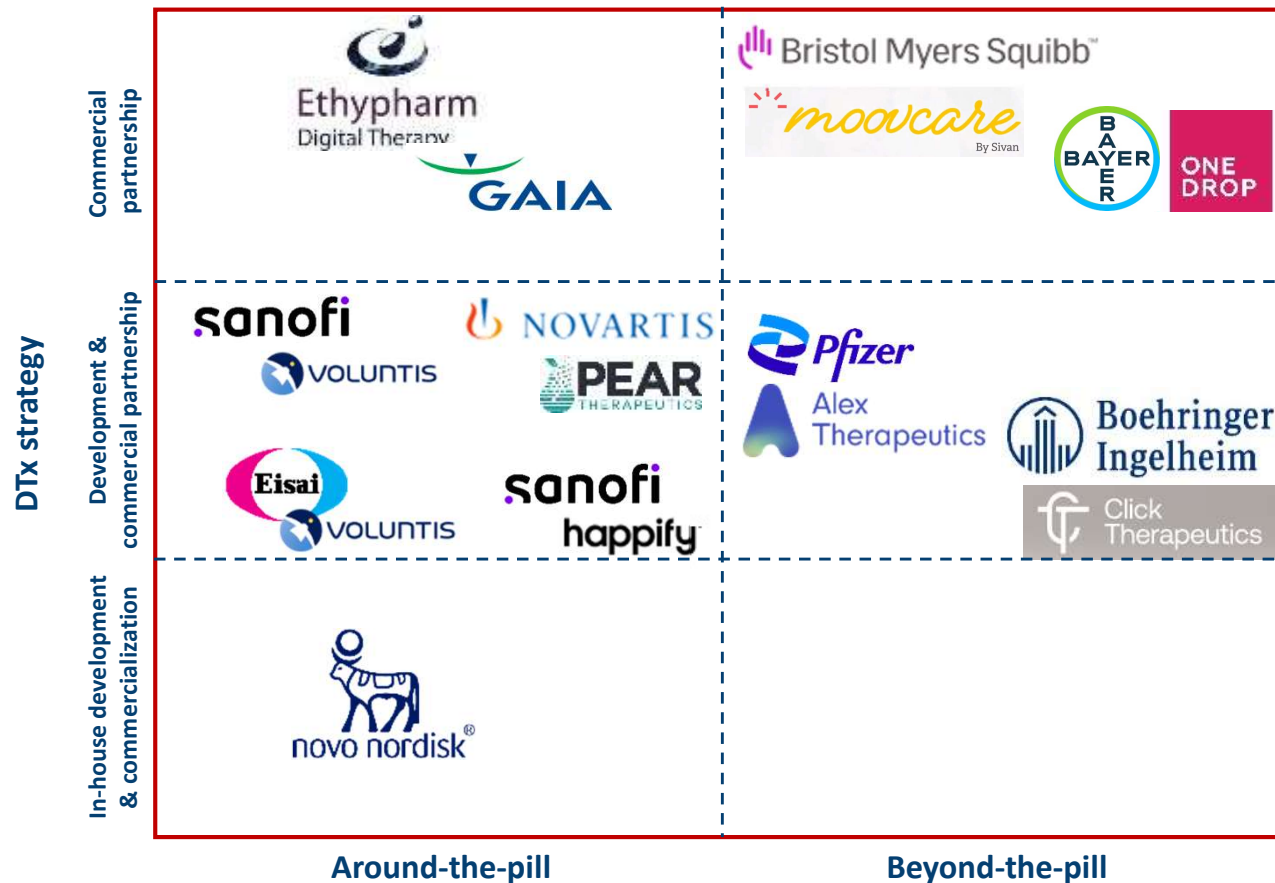 DTx strategy
Commercial
partnership
Ethypharm
Digital Therapy
GAIA
Bristol Myers Squibb™
moovcare
By Sivan
BAYER
BAYER
ONE
DROP
Development &
commercial partnership
sanofi
VOLUNTIS
NOVARTIS
PEAR
THERAPEUTICS
Eisai
VOLUNTIS
sanofi
happify
Pfizer
Alex
Therapeutics
Boehringer
Ingelheim
Click
Therapeutics
In-house development
& commercialization
novo nordisk®
Around-the-pill
Beyond-the-pill